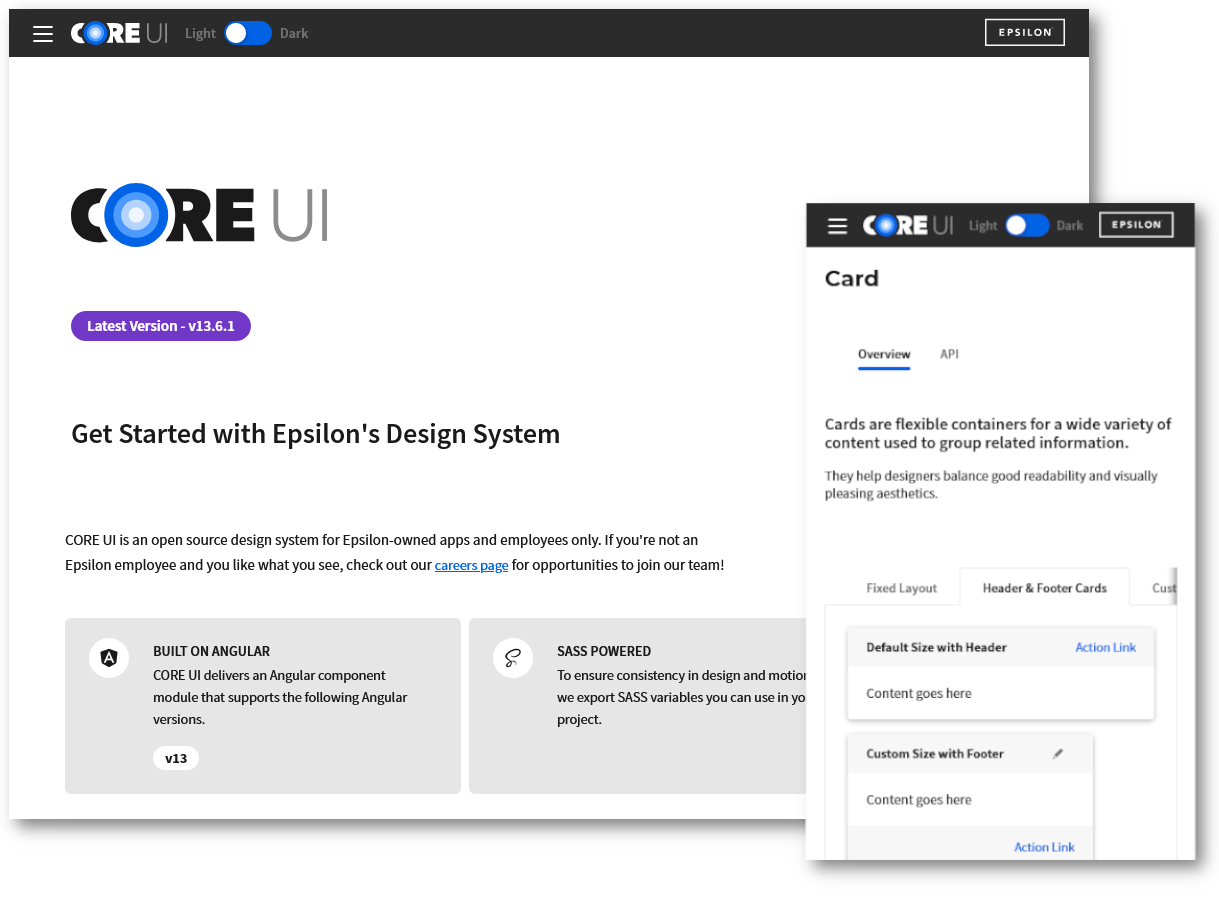 CORE UI Light Dark EPSILON
CORE UI
Latest Version - v13.6.1
Get Started with Epsilon's Design System
CORE UI is an open source design system for Epsilon-owned apps and employees only. If you're not an
Epsilon employee and you like what you see, check out our careers page for opportunities to join our team!
BUILT ON ANGULAR
CORE UI delivers an Angular component
module that supports the following Angular
versions.
v13
SASS POWERED
To ensure consistency in design and motion
we export SASS variables you can use in yo
project.
CORE UI Light Dark EPSILON
Card
Overview API
Cards are flexible containers for a wide variety of
content used to group related information.
They help designers balance good readability and visually
pleasing aesthetics.
Fixed Layout Header & Footer Cards Cust
Default Size with Header Action Link
Content goes here
Custom Size with Footer
Content goes here
Action Link